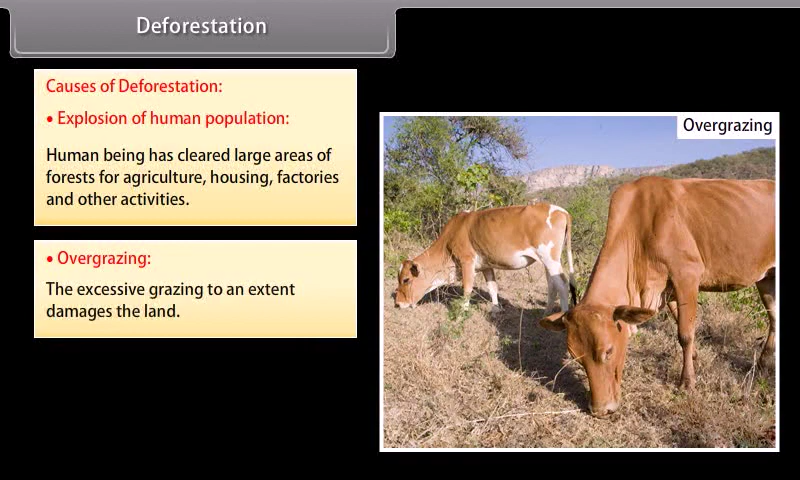 Deforestation
Causes of Deforestation:
• Explosion of human population:
Human being has cleared large areas of
forests for agriculture, housing, factories
and other activities.
• Overgrazing:
The excessive grazing to an extent
damages the land.
Overgrazing